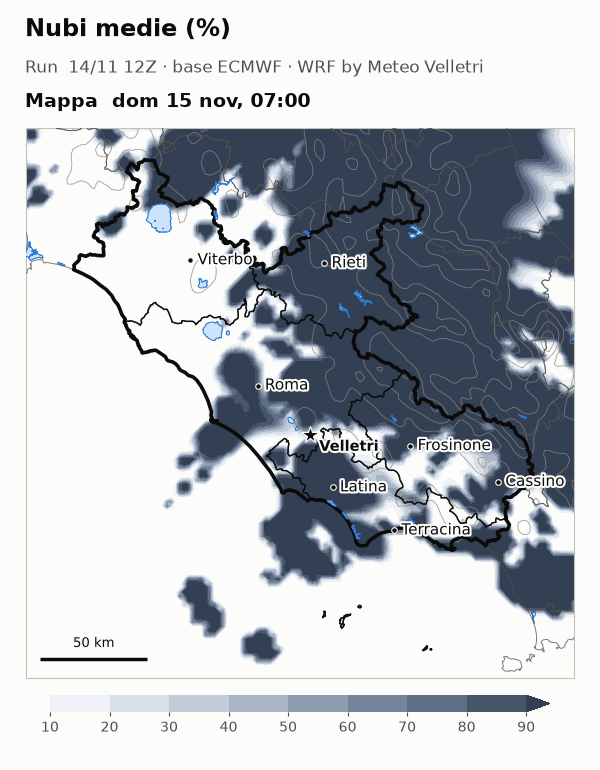 Nubi medie (%)
Run 14/11 12Z · base ECMWF · WRF by Meteo Velletri
Mappa dom 15 nov, 07:00
Viterbo
Rieti
Roma
Velletri
Frosinone
Latina
Cassino
Terracina
50 km
10 20 30 40 50 60 70 80 90